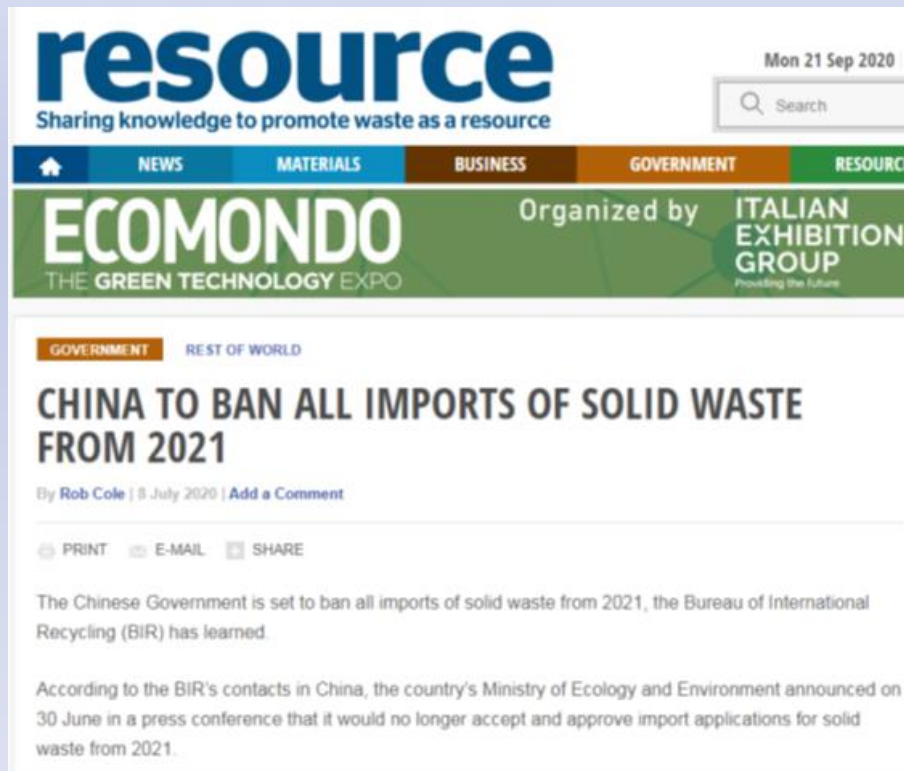 resource
Sharing knowledge to promote waste as a resource
Mon 21 Sep 2020
Search
NEWS MATERIALS BUSINESS GOVERNMENT RESOURC
ECOMONDO
THE GREEN TECHNOLOGY EXPO
Organized by
ITALIAN
EXHIBITION
GROUP
Providing the future
GOVERNMENT REST OF WORLD
CHINA TO BAN ALL IMPORTS OF SOLID WASTE
FROM 2021
By Rob Cole | 8 July 2020 | Add a Comment
PRINT E-MAIL SHARE
The Chinese Government is set to ban all imports of solid waste from 2021, the Bureau of International
Recycling (BIR) has learned.
According to the BIR's contacts in China, the country's Ministry of Ecology and Environment announced on
30 June in a press conference that it would no longer accept and approve import applications for solid
waste from 2021.